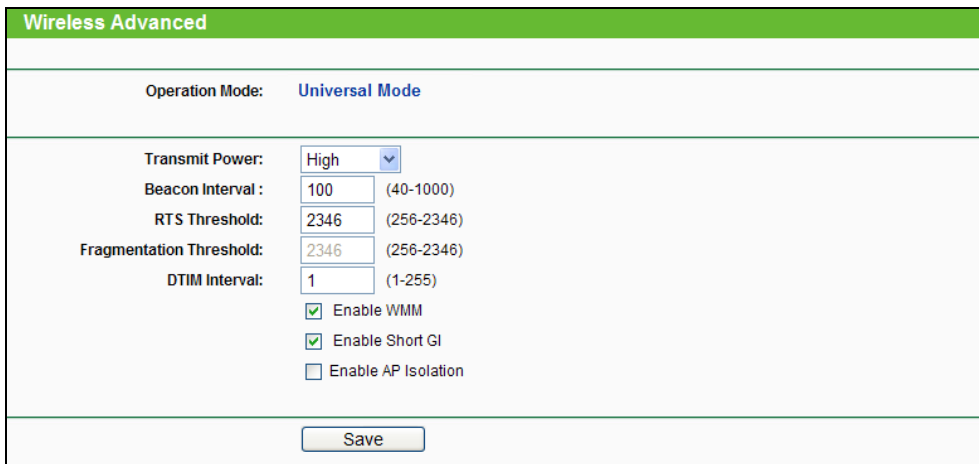 Wireless Advanced
Operation Mode: Universal Mode
Transmit Power: High
Beacon Interval : 100 (40-1000)
RTS Threshold: 2346 (256-2346)
Fragmentation Threshold: 2346 (256-2346)
DTIM Interval: 1 (1-255)
Enable WMM
Enable Short GI
Enable AP Isolation
Save